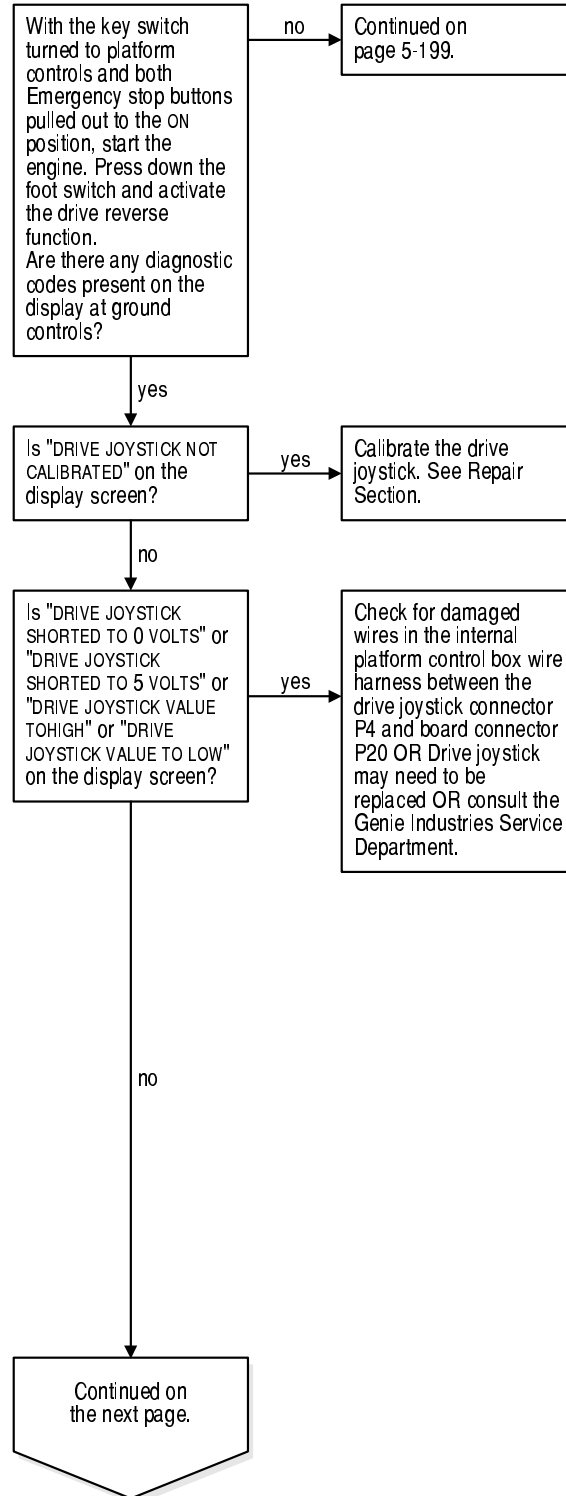 With the key switch
turned to platform
controls and both
Emergency stop buttons
pulled out to the ON
position, start the
engine. Press down the
foot switch and activate
the drive reverse
function.
Are there any diagnostic
codes present on the
display at ground
controls?
no
Continued on
page 5-199.
yes
Is "DRIVE JOYSTICK NOT
CALIBRATED" on the
display screen?
yes
Calibrate the drive
joystick. See Repair
Section.
no
Is "DRIVE JOYSTICK
SHORTED TO 0 VOLTS" or
"DRIVE JOYSTICK
SHORTED TO 5 VOLTS" or
"DRIVE JOYSTICK VALUE
TOHIGH" or "DRIVE
JOYSTICK VALUE TO LOW"
on the display screen?
yes
Check for damaged
wires in the internal
platform control box wire
harness between the
drive joystick connector
P4 and board connector
P20 OR Drive joystick
may need to be
replaced OR consult the
Genie Industries Service
Department.
no
Continued on
the next page.